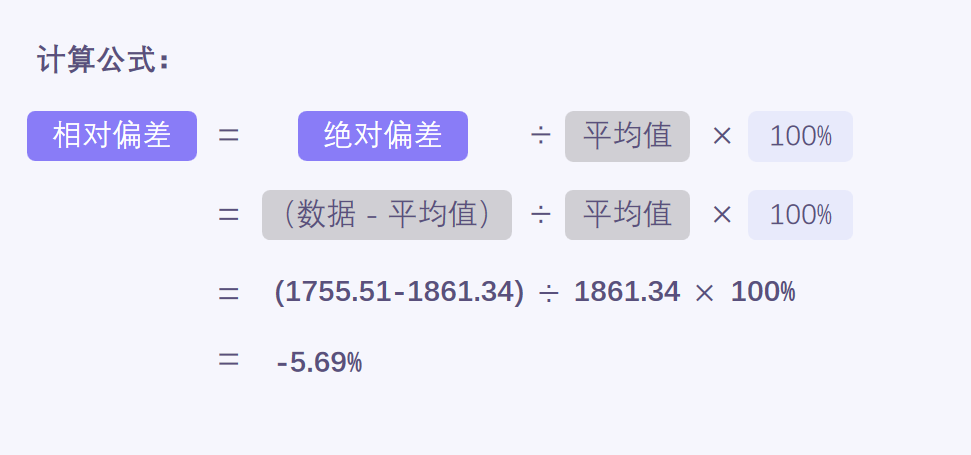 计算公式：
相对偏差 = 绝对偏差 ÷ 平均值 × 100%
= （数据 - 平均值） ÷ 平均值 × 100%
= (1755.51-1861.34) ÷ 1861.34 × 100%
= -5.69%